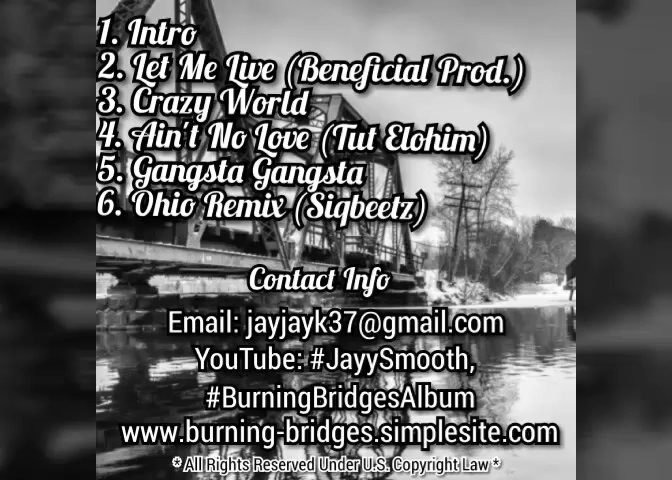 1. Intro
2. Let Me Live (Beneficial Prod.)
3. Crazy World
4. Ain't No Love (Tut Elohim)
5. Gangsta Gangsta
6. Ohio Remix (Siqbeetz)
Contact Info
Email: jayjayk37@gmail.com
YouTube: #JayySmooth,
#BurningBridgesAlbum
www.burning-bridges.simplesite.com
*All Rights Reserved Under U.S. Copyright Law*